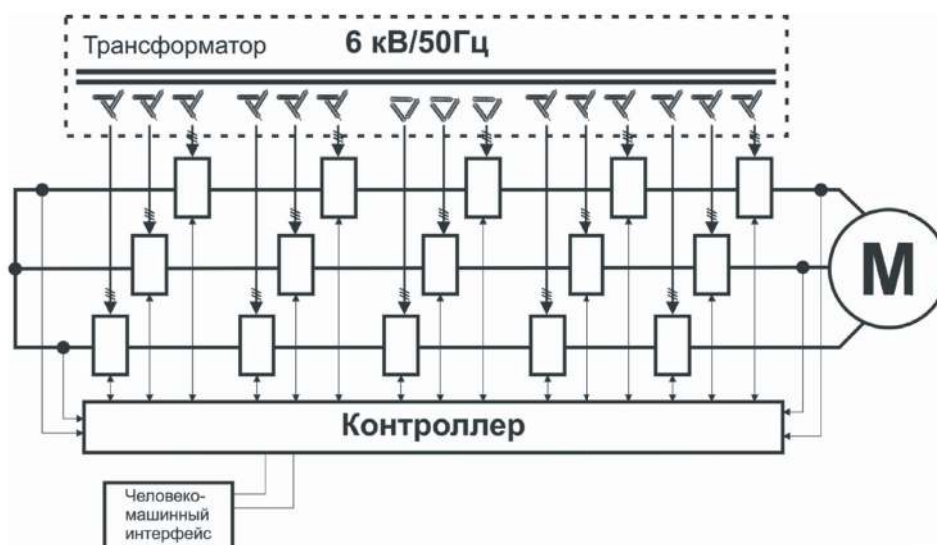 Трансформатор 6 кВ/50Гц
М
Контроллер
Человеко-
машинный
интерфейс